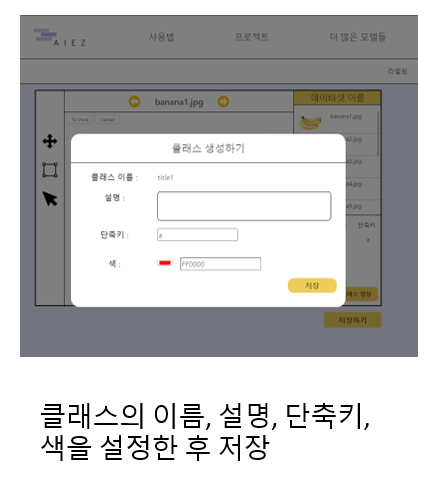 AIEZ
사용법 프로젝트 더 많은 모델들
라벨링
banana1.jpg 데이터셋 이름
banana1.jpg
클래스 생성하기
클래스 이름 : title1
설명 :
단축키 : a
단축키
a
색 : FF0000
저장
저장하기
클래스의 이름, 설명, 단축키,
색을 설정한 후 저장